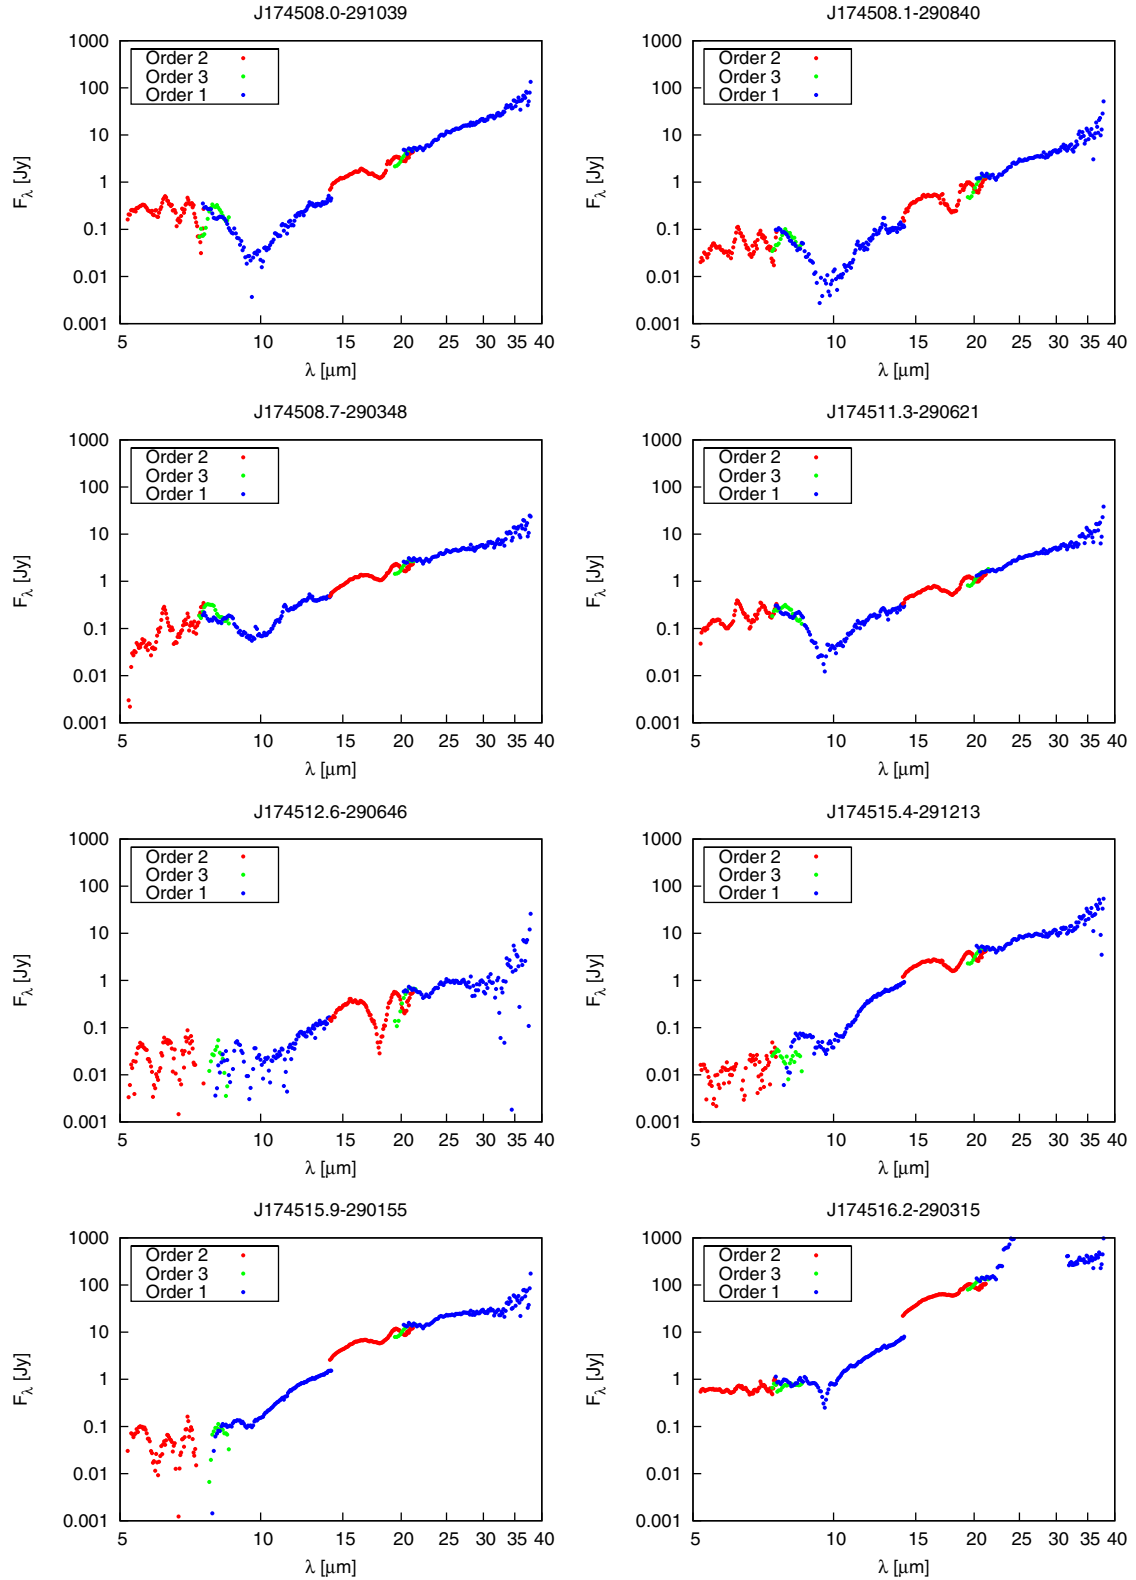 J174508.0-291039
F_λ [Jy]
1000
100
10
1
0.1
0.01
0.001
Order 2
Order 3
Order 1
5 10 15 20 25 30 35 40
λ [μm]
J174508.1-290840
F_λ [Jy]
1000
100
10
1
0.1
0.01
0.001
Order 2
Order 3
Order 1
5 10 15 20 25 30 35 40
λ [μm]
J174508.7-290348
F_λ [Jy]
1000
100
10
1
0.1
0.01
0.001
Order 2
Order 3
Order 1
5 10 15 20 25 30 35 40
λ [μm]
J174511.3-290621
F_λ [Jy]
1000
100
10
1
0.1
0.01
0.001
Order 2
Order 3
Order 1
5 10 15 20 25 30 35 40
λ [μm]
J174512.6-290646
F_λ [Jy]
1000
100
10
1
0.1
0.01
0.001
Order 2
Order 3
Order 1
5 10 15 20 25 30 35 40
λ [μm]
J174515.4-291213
F_λ [Jy]
1000
100
10
1
0.1
0.01
0.001
Order 2
Order 3
Order 1
5 10 15 20 25 30 35 40
λ [μm]
J174515.9-290155
F_λ [Jy]
1000
100
10
1
0.1
0.01
0.001
Order 2
Order 3
Order 1
5 10 15 20 25 30 35 40
λ [μm]
J174516.2-290315
F_λ [Jy]
1000
100
10
1
0.1
0.01
0.001
Order 2
Order 3
Order 1
5 10 15 20 25 30 35 40
λ [μm]